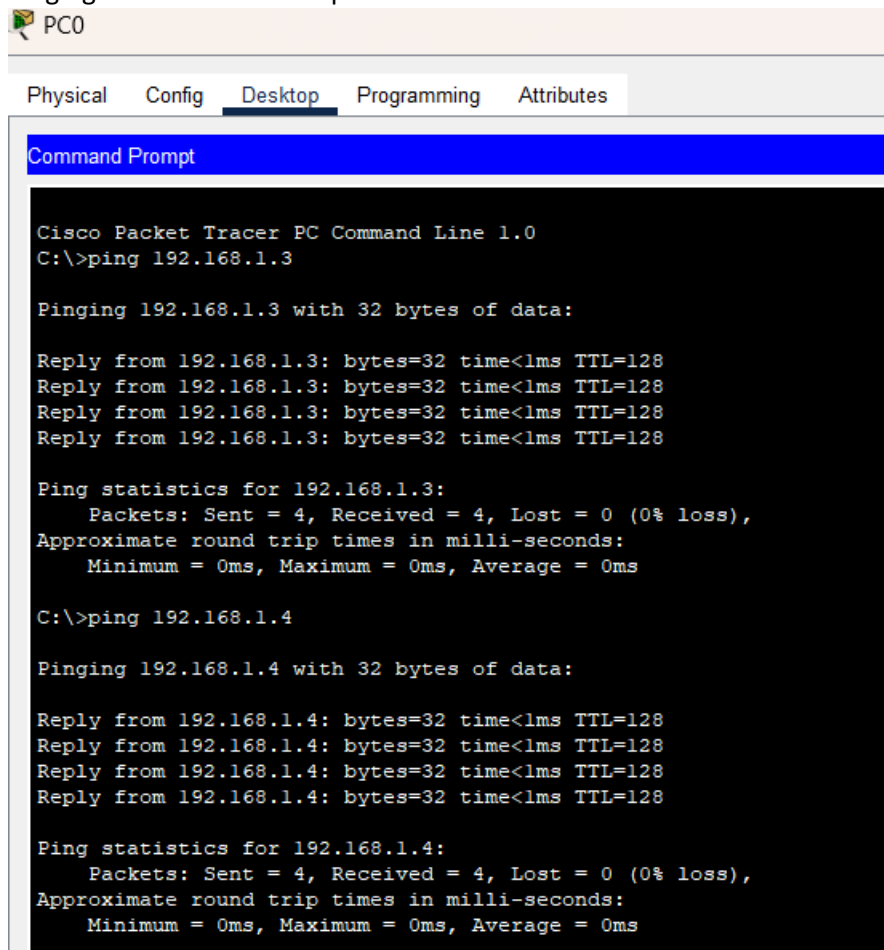 PC0
Physical Config Desktop Programming Attributes
Command Prompt
Cisco Packet Tracer PC Command Line 1.0
C:\>ping 192.168.1.3
Pinging 192.168.1.3 with 32 bytes of data:
Reply from 192.168.1.3: bytes=32 time<1ms TTL=128
Reply from 192.168.1.3: bytes=32 time<1ms TTL=128
Reply from 192.168.1.3: bytes=32 time<1ms TTL=128
Reply from 192.168.1.3: bytes=32 time<1ms TTL=128
Ping statistics for 192.168.1.3:
Packets: Sent = 4, Received = 4, Lost = 0 (0% loss),
Approximate round trip times in milli-seconds:
Minimum = 0ms, Maximum = 0ms, Average = 0ms
C:\>ping 192.168.1.4
Pinging 192.168.1.4 with 32 bytes of data:
Reply from 192.168.1.4: bytes=32 time<1ms TTL=128
Reply from 192.168.1.4: bytes=32 time<1ms TTL=128
Reply from 192.168.1.4: bytes=32 time<1ms TTL=128
Reply from 192.168.1.4: bytes=32 time<1ms TTL=128
Ping statistics for 192.168.1.4:
Packets: Sent = 4, Received = 4, Lost = 0 (0% loss),
Approximate round trip times in milli-seconds:
Minimum = 0ms, Maximum = 0ms, Average = 0ms